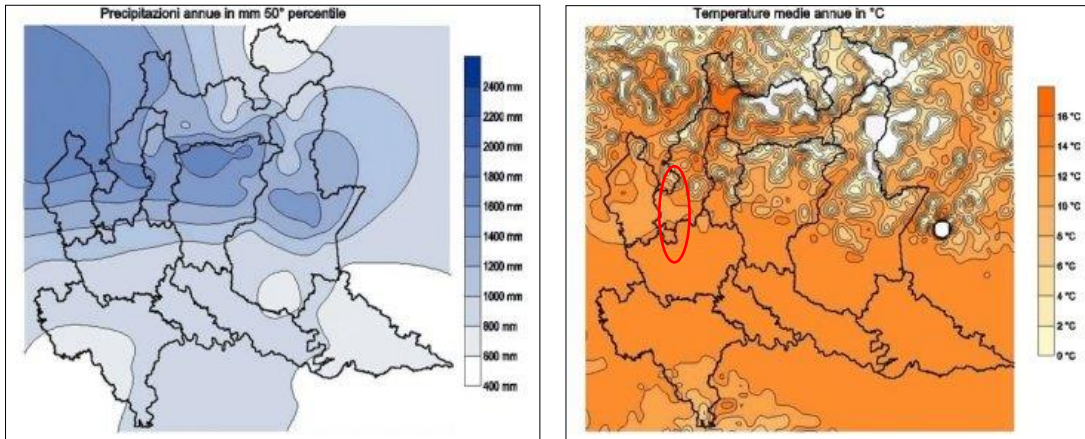 Precipitazioni annue in mm 50° percentile
2400 mm
2200 mm
2000 mm
1800 mm
1600 mm
1400 mm
1200 mm
1000 mm
800 mm
600 mm
400 mm
Temperature medie annue in °C
16 °C
14 °C
12 °C
10 °C
8 °C
6 °C
4 °C
2 °C
0 °C